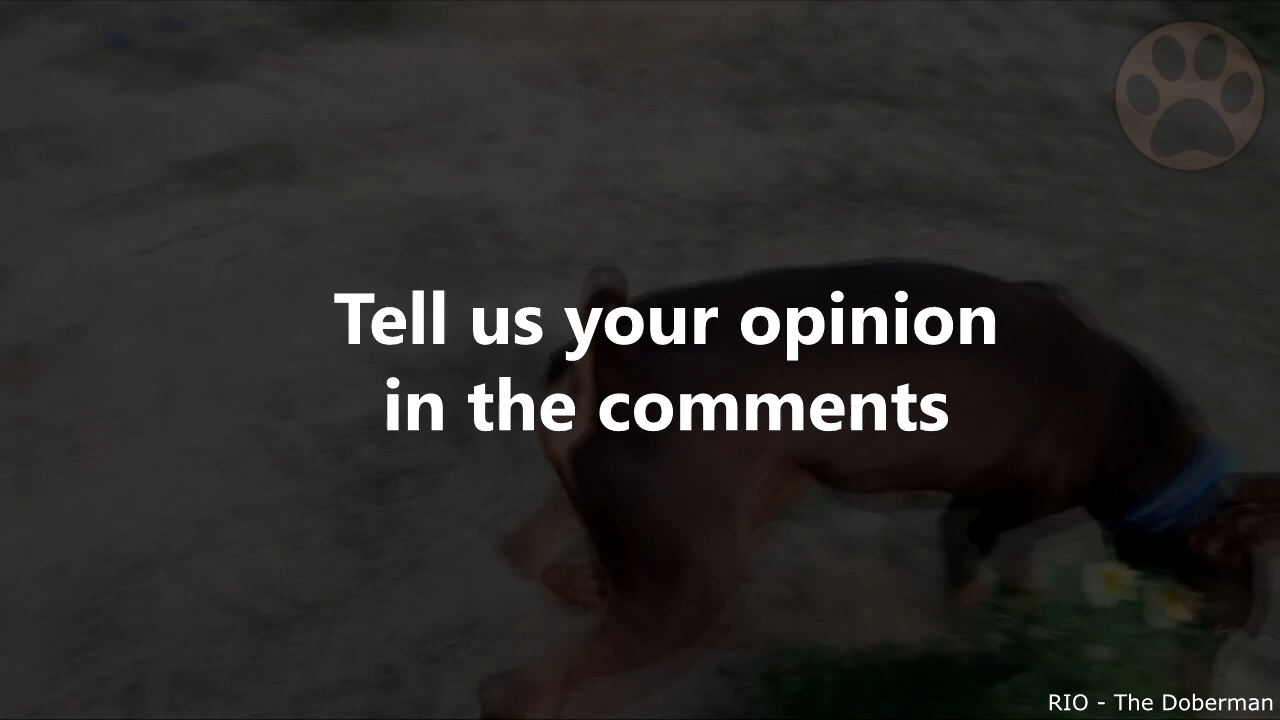 Tell us your opinion
in the comments
RIO - The Doberman